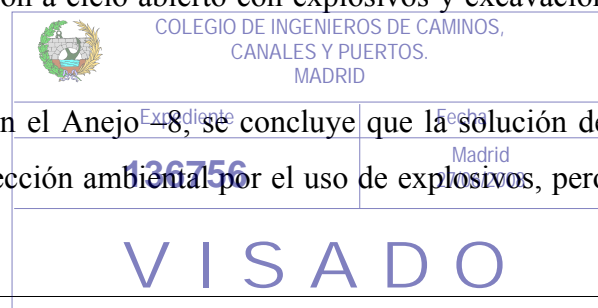 ón a cielo abierto con explosivos y excavación
COLEGIO DE INGENIEROS DE CAMINOS,
CANALES Y PUERTOS.
MADRID
Expediente Fecha
n el Anejo –8, se concluye que la solución de
136756 Madrid
ección ambiental por el uso de explosivos, pero
VISADO